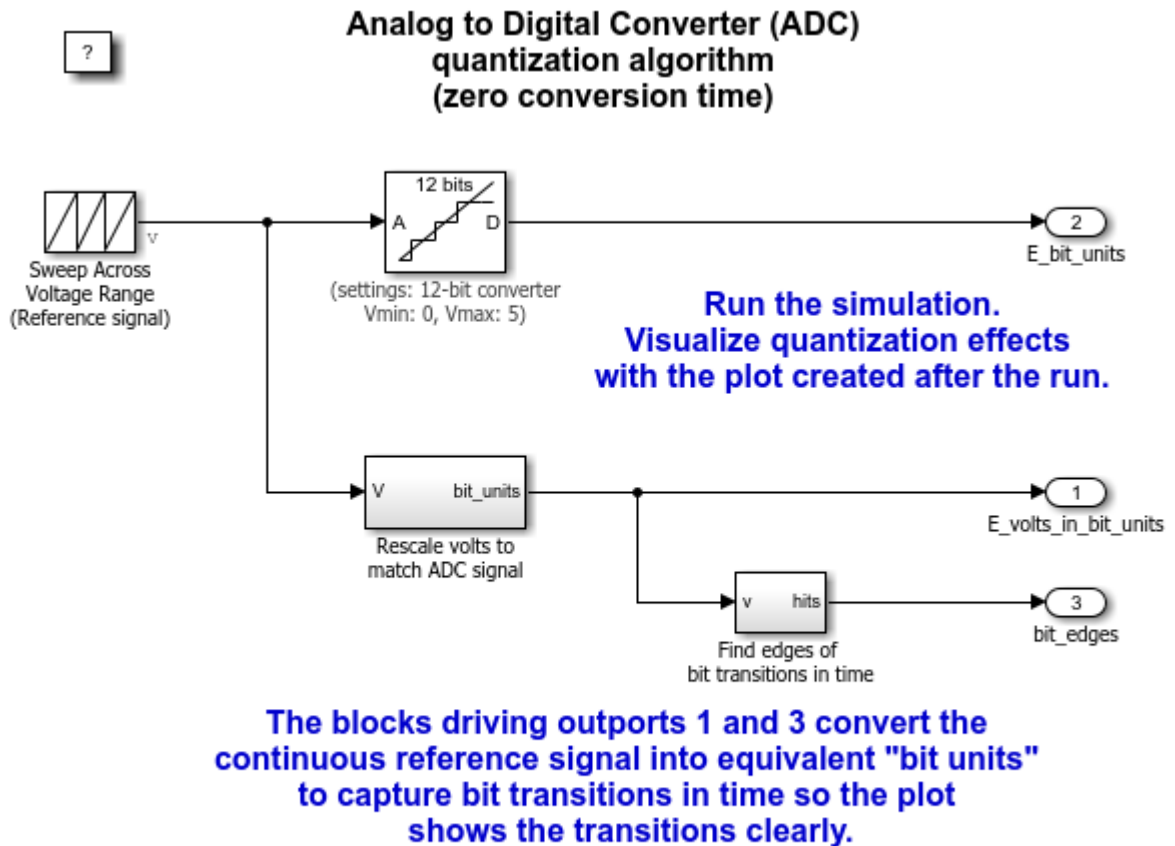 Analog to Digital Converter (ADC)
quantization algorithm
(zero conversion time)
?
12 bits
A
D
v
Sweep Across
Voltage Range
(Reference signal)
(settings: 12-bit converter
Vmin: 0, Vmax: 5)
2
E_bit_units
Run the simulation.
Visualize quantization effects
with the plot created after the run.
V
bit_units
Rescale volts to
match ADC signal
1
E_volts_in_bit_units
v
hits
Find edges of
bit transitions in time
3
bit_edges
The blocks driving outports 1 and 3 convert the
continuous reference signal into equivalent "bit units"
to capture bit transitions in time so the plot
shows the transitions clearly.